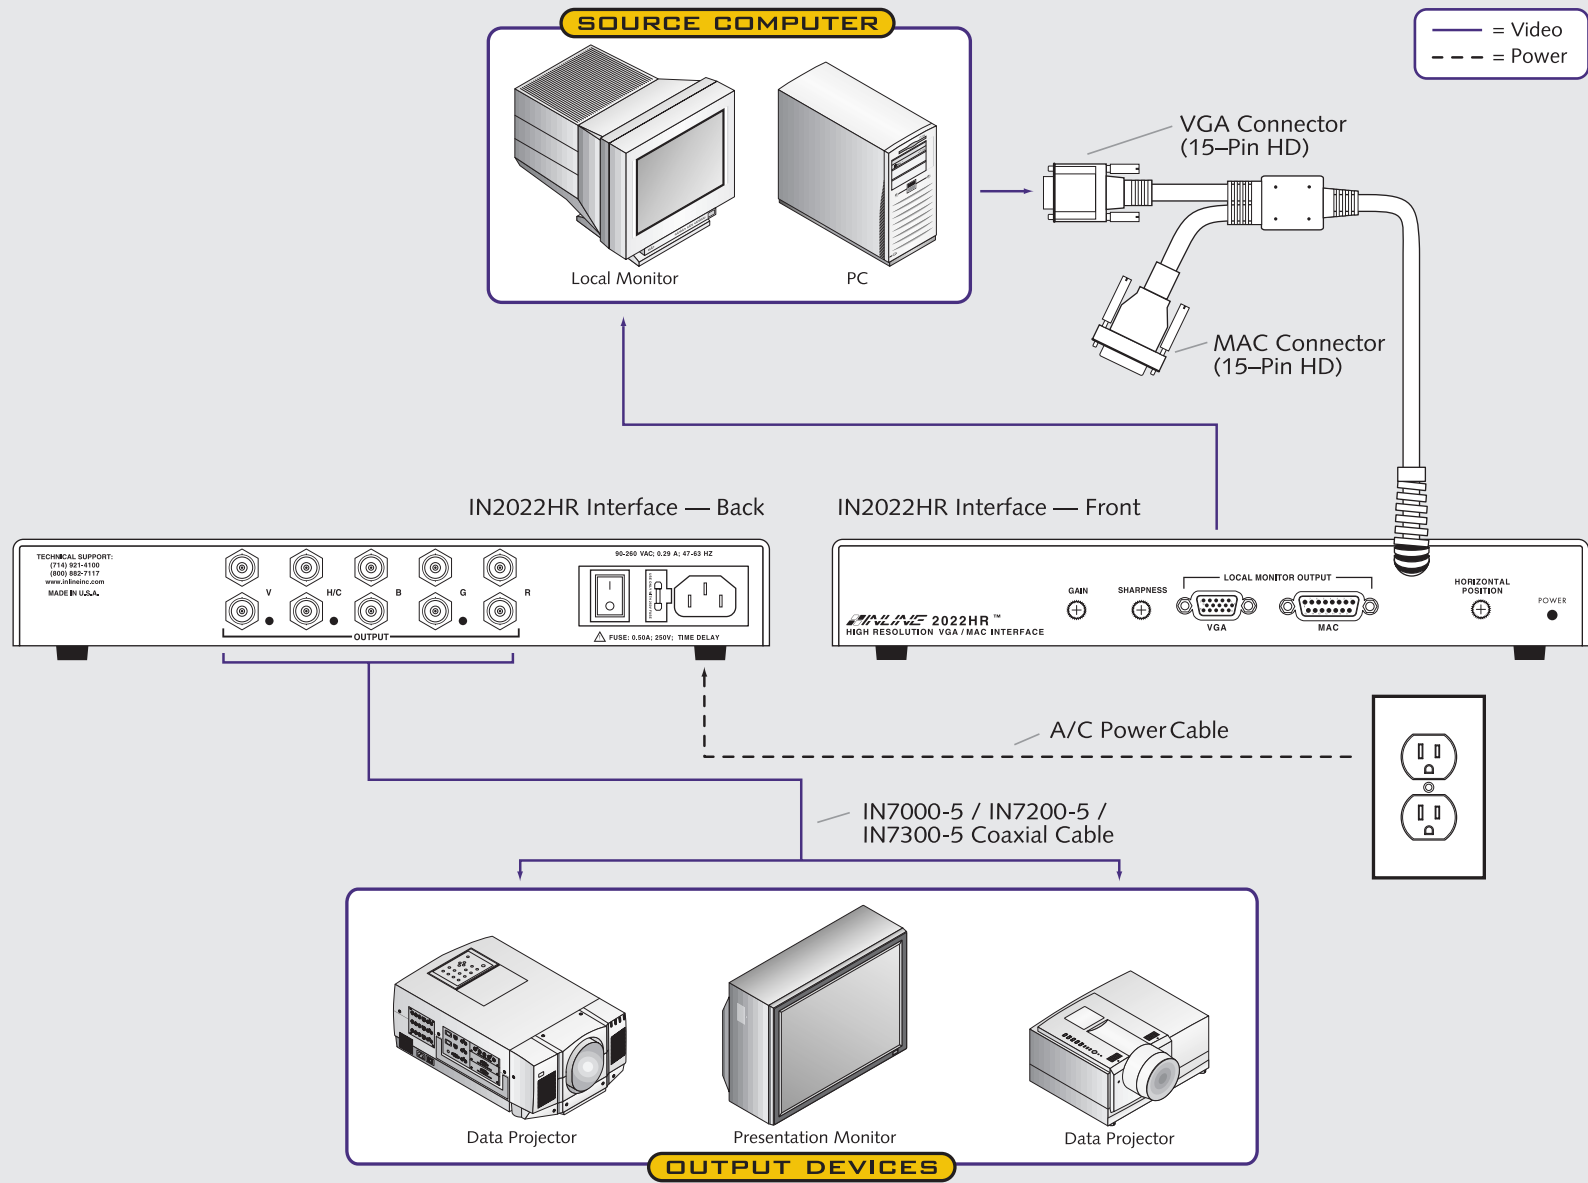 SOURCE COMPUTER
= Video
= Power
Local Monitor
PC
VGA Connector
(15–Pin HD)
MAC Connector
(15–Pin HD)
IN2022HR Interface — Back
IN2022HR Interface — Front
TECHNICAL SUPPORT:
(714) 921-4100
(800) 882-7117
www.inlineinc.com
MADE IN U.S.A.
V
H/C
B
G
R
OUTPUT
90-260 VAC; 0.29 A; 47-63 HZ
FUSE: 0.50A; 250V; TIME DELAY
INLINE 2022HR™
HIGH RESOLUTION VGA / MAC INTERFACE
GAIN
SHARPNESS
LOCAL MONITOR OUTPUT
VGA
MAC
HORIZONTAL
POSITION
POWER
A/C Power Cable
IN7000-5 / IN7200-5 /
IN7300-5 Coaxial Cable
Data Projector
Presentation Monitor
Data Projector
OUTPUT DEVICES